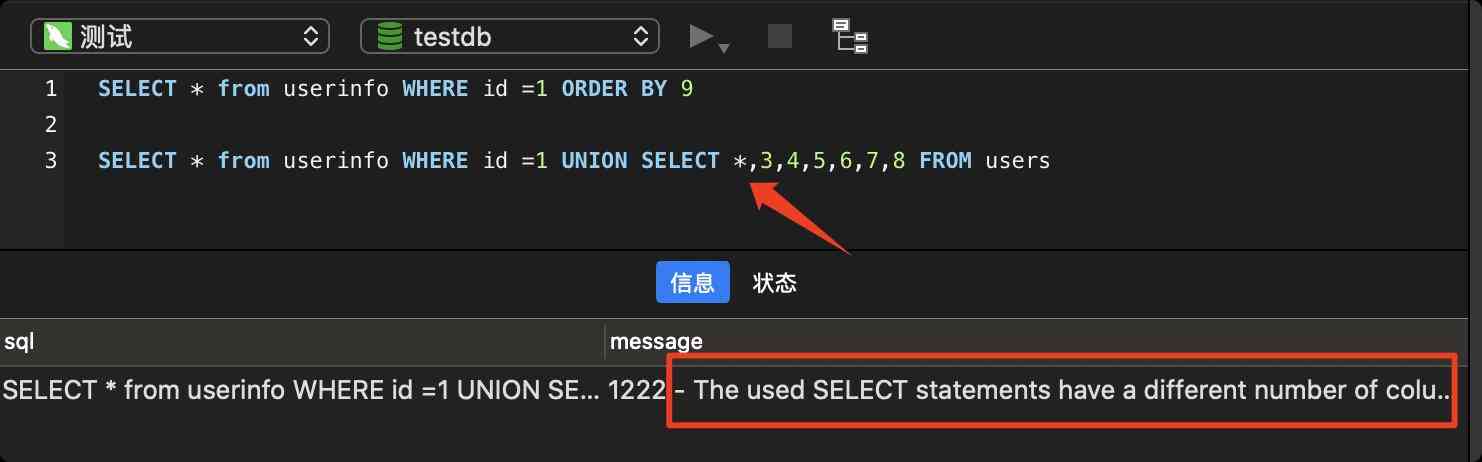 测试 testdb
1 SELECT * from userinfo WHERE id =1 ORDER BY 9
2
3 SELECT * from userinfo WHERE id =1 UNION SELECT *,3,4,5,6,7,8 FROM users
信息 状态
sql message
SELECT * from userinfo WHERE id =1 UNION SE... 1222 - The used SELECT statements have a different number of colu...